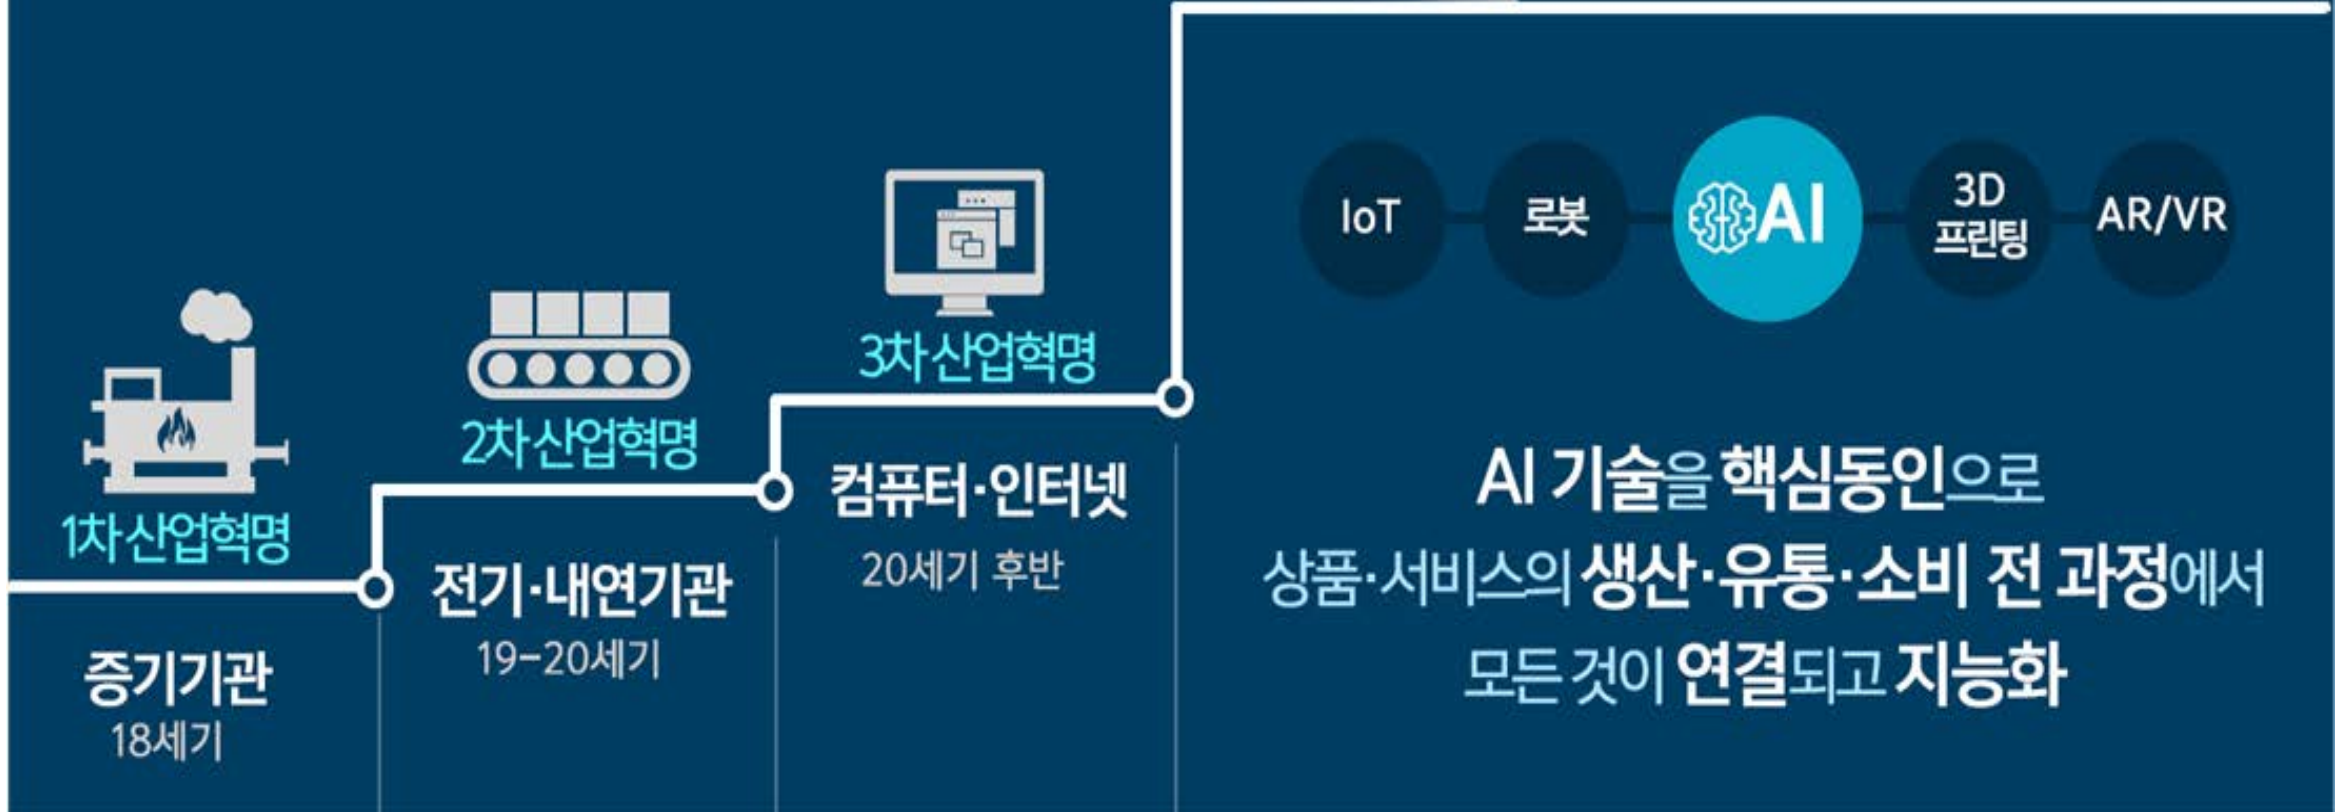 1차 산업혁명
증기기관
18세기
2차 산업혁명
전기·내연기관
19-20세기
3차 산업혁명
컴퓨터·인터넷
20세기 후반
IoT
로봇
AI
3D
프린팅
AR/VR
AI 기술을 핵심동인으로
상품·서비스의 생산·유통·소비 전 과정에서
모든 것이 연결되고 지능화